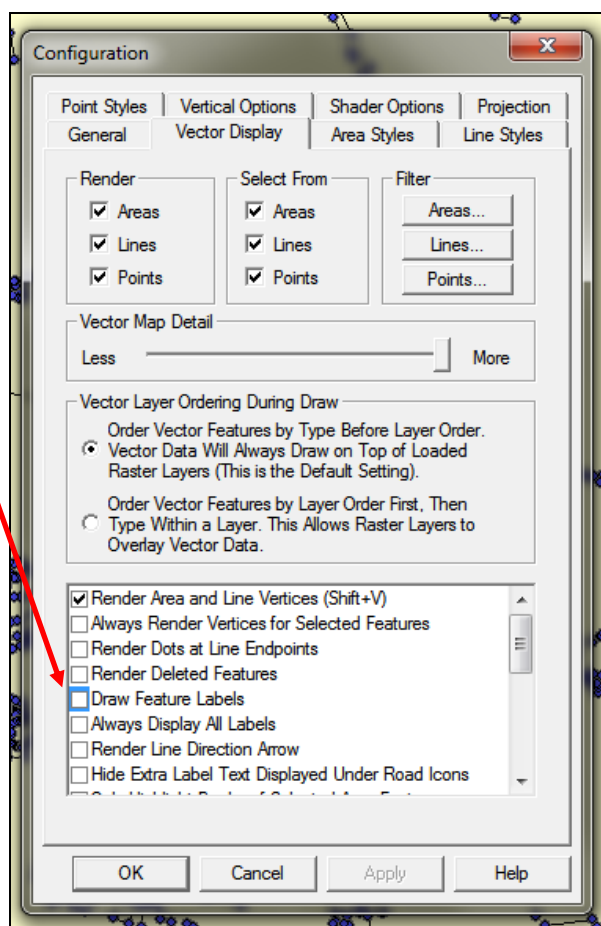 Configuration
Point Styles Vertical Options Shader Options Projection
General Vector Display Area Styles Line Styles
Render Select From Filter
Areas Areas Areas...
Lines Lines Lines...
Points Points Points...
Vector Map Detail
Less More
Vector Layer Ordering During Draw
Order Vector Features by Type Before Layer Order.
Vector Data Will Always Draw on Top of Loaded
Raster Layers (This is the Default Setting).
Order Vector Features by Layer Order First, Then
Type Within a Layer. This Allows Raster Layers to
Overlay Vector Data.
Render Area and Line Vertices (Shift+V)
Always Render Vertices for Selected Features
Render Dots at Line Endpoints
Render Deleted Features
Draw Feature Labels
Always Display All Labels
Render Line Direction Arrow
Hide Extra Label Text Displayed Under Road Icons
OK Cancel Apply Help